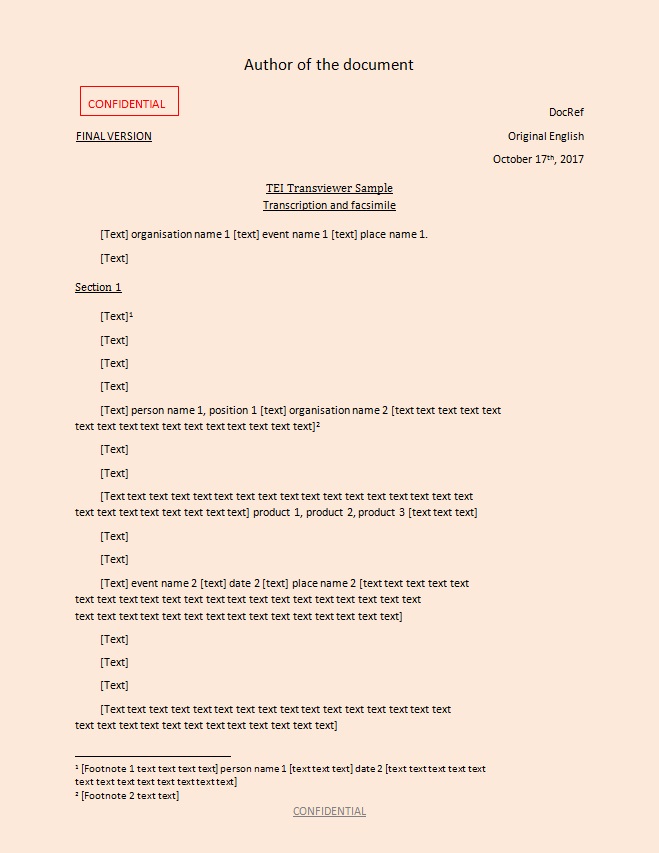 Author of the document
CONFIDENTIAL
DocRef
FINAL VERSION
Original English
October 17th, 2017
TEI Transviewer Sample
Transcription and facsimile
[Text] organisation name 1 [text] event name 1 [text] place name 1.
[Text]
Section 1
[Text]¹
[Text]
[Text]
[Text]
[Text] person name 1, position 1 [text] organisation name 2 [text text text text text
text text text text text text text text text text text]²
[Text]
[Text]
[Text text text text text text text text text text text text text text text text text
text text text text text text text text] product 1, product 2, product 3 [text text text]
[Text]
[Text]
[Text] event name 2 [text] date 2 [text] place name 2 [text text text text text
text text text text text text text text text text text text text text text text
text text text text text text text text text text text text text text text]
[Text]
[Text]
[Text]
[Text text text text text text text text text text text text text text text text
text text text text text text text text text text text text]
¹ [Footnote 1 text text text text] person name 1 [text text text] date 2 [text text text text text
text text text text text text text text]
² [Footnote 2 text text]
CONFIDENTIAL